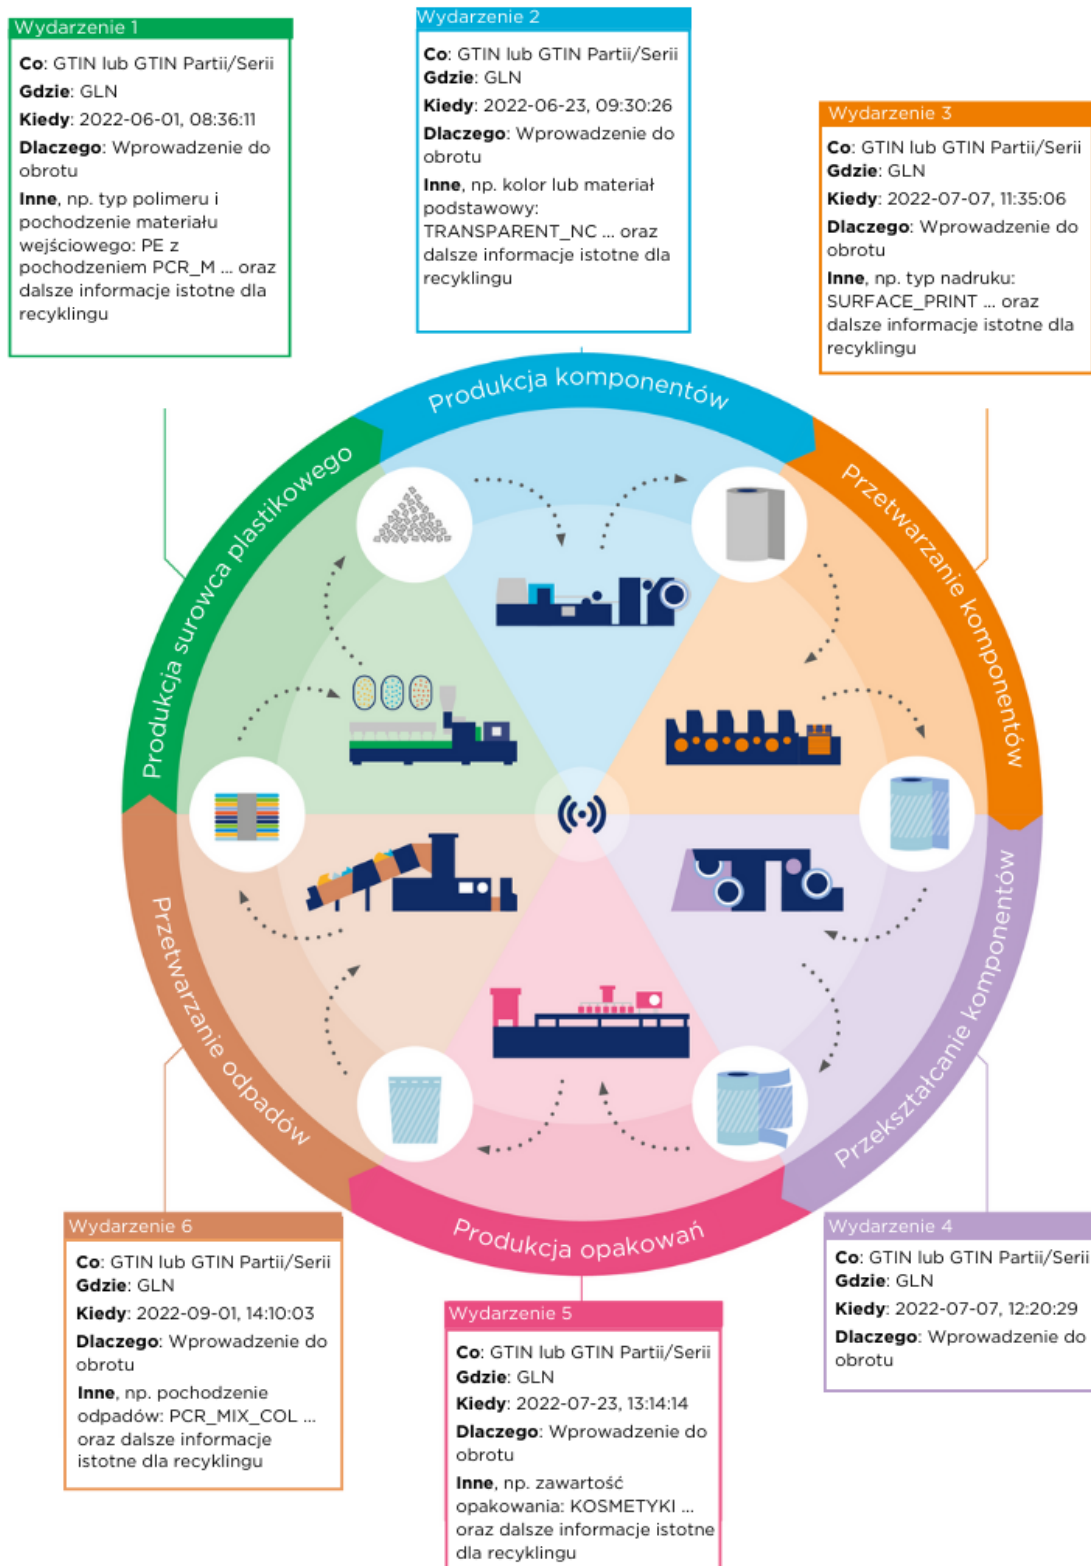 Wydarzenie 1
Co: GTIN lub GTIN Partii/Serii
Gdzie: GLN
Kiedy: 2022-06-01, 08:36:11
Dlaczego: Wprowadzenie do
obrotu
Inne, np. typ polimeru i
pochodzenie materiału
wejściowego: PE z
pochodzeniem PCR_M ... oraz
dalsze informacje istotne dla
recyklingu
Wydarzenie 2
Co: GTIN lub GTIN Partii/Serii
Gdzie: GLN
Kiedy: 2022-06-23, 09:30:26
Dlaczego: Wprowadzenie do
obrotu
Inne, np. kolor lub materiał
podstawowy:
TRANSPARENT_NC ... oraz
dalsze informacje istotne dla
recyklingu
Wydarzenie 3
Co: GTIN lub GTIN Partii/Serii
Gdzie: GLN
Kiedy: 2022-07-07, 11:35:06
Dlaczego: Wprowadzenie do
obrotu
Inne, np. typ nadruku:
SURFACE_PRINT ... oraz
dalsze informacje istotne dla
recyklingu
Produkcja surowca plastikowego
Produkcja komponentów
Przetwarzanie komponentów
Przekształcanie komponentów
Produkcja opakowań
Przetwarzanie odpadów
Wydarzenie 6
Co: GTIN lub GTIN Partii/Serii
Gdzie: GLN
Kiedy: 2022-09-01, 14:10:03
Dlaczego: Wprowadzenie do
obrotu
Inne, np. pochodzenie
odpadów: PCR_MIX_COL ...
oraz dalsze informacje
istotne dla recyklingu
Wydarzenie 5
Co: GTIN lub GTIN Partii/Serii
Gdzie: GLN
Kiedy: 2022-07-23, 13:14:14
Dlaczego: Wprowadzenie do
obrotu
Inne, np. zawartość
opakowania: KOSMETYKI ...
oraz dalsze informacje istotne
dla recyklingu
Wydarzenie 4
Co: GTIN lub GTIN Partii/Serii
Gdzie: GLN
Kiedy: 2022-07-07, 12:20:29
Dlaczego: Wprowadzenie do
obrotu